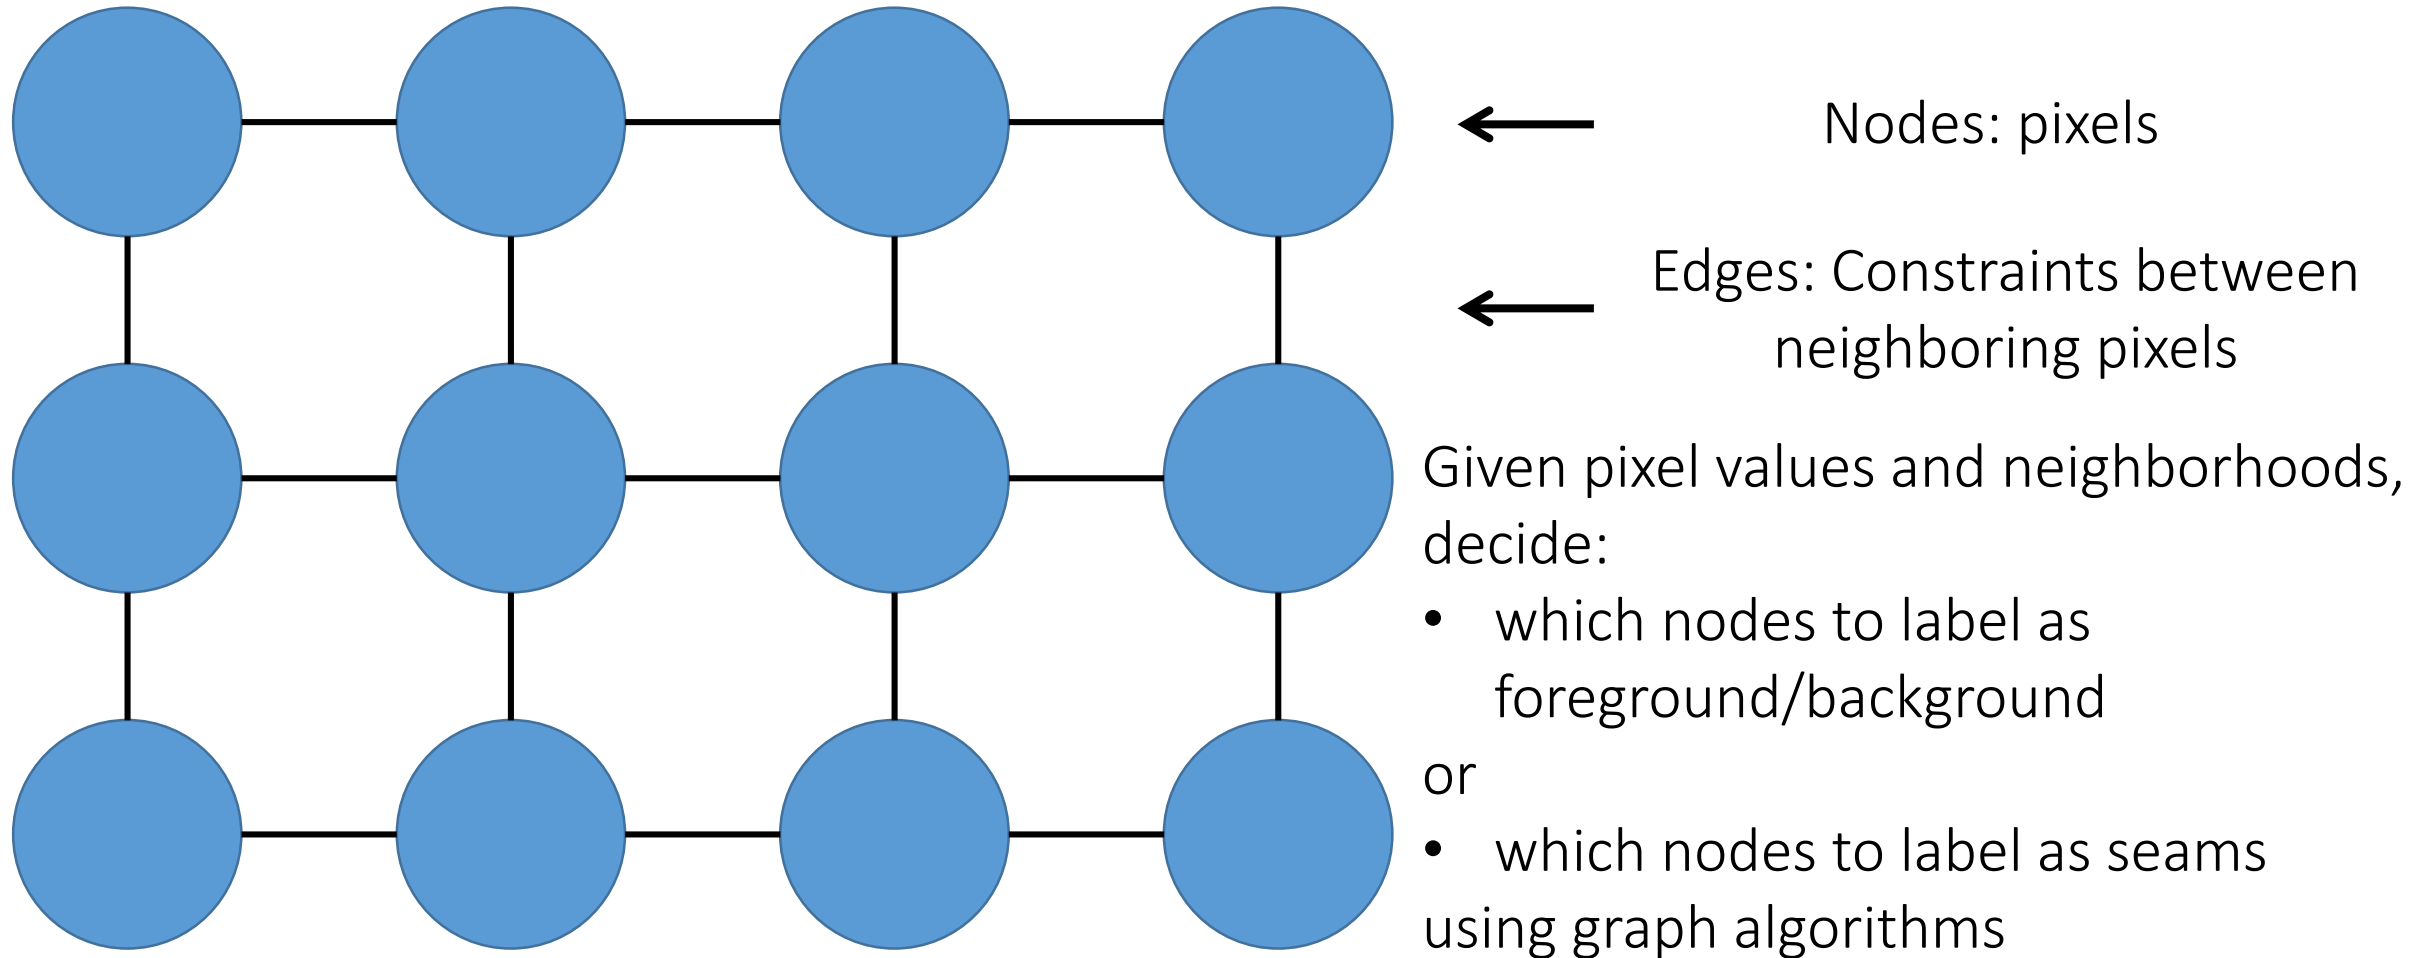 Nodes: pixels
Edges: Constraints between
neighboring pixels
Given pixel values and neighborhoods,
decide:
• which nodes to label as
foreground/background
or
• which nodes to label as seams
using graph algorithms